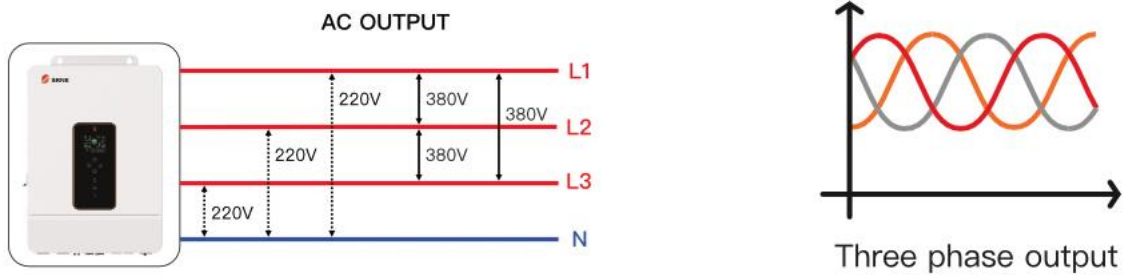 AC OUTPUT
L1
220V
380V
380V
L2
220V
380V
L3
220V
N
Three phase output